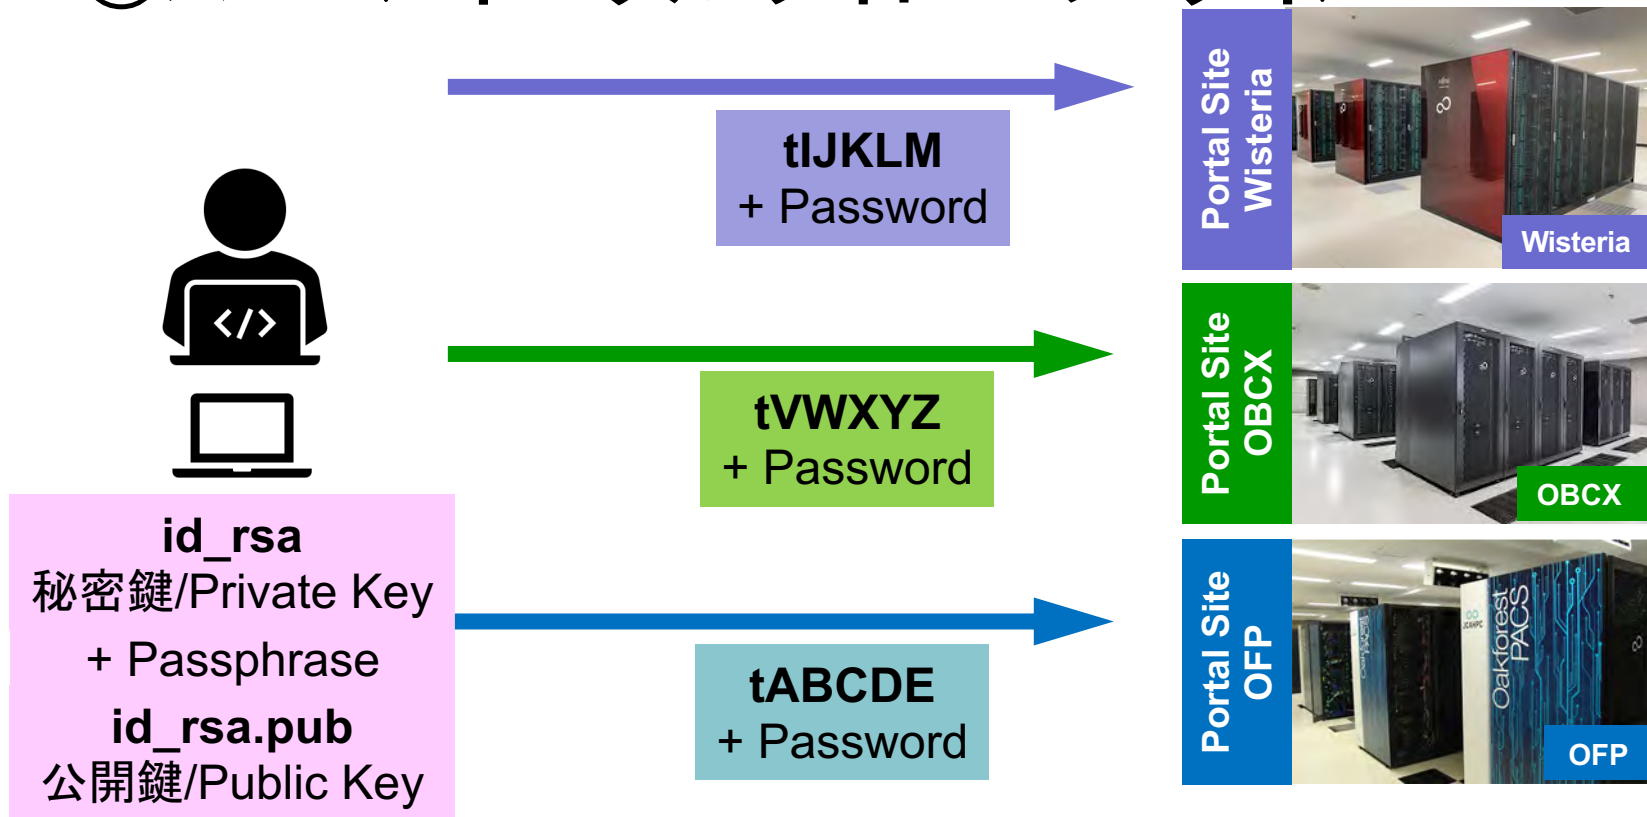 tIJKLM
+ Password
Portal Site
Wisteria
Wisteria
tVWXYZ
+ Password
Portal Site
OBCX
OBCX
id_rsa
秘密鍵/Private Key
+ Passphrase
id_rsa.pub
公開鍵/Public Key
tABCDE
+ Password
Portal Site
OFP
JCAHPC
Oakforest
PACS
OFP